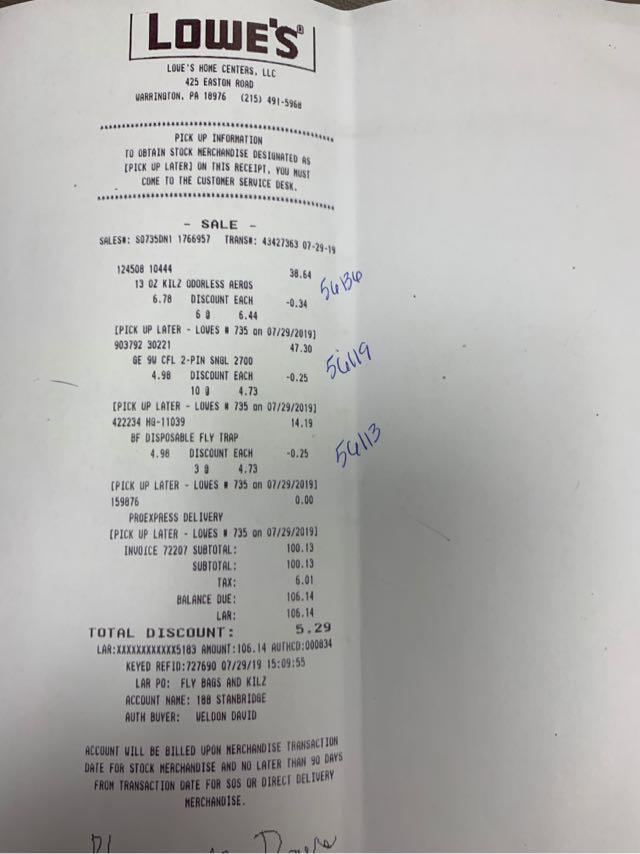 LOWE'S®
LOWE'S HOME CENTERS, LLC
425 EASTON ROAD
WARRINGTON, PA 18976 (215) 491-5968
****************************************
PICK UP INFORMATION
TO OBTAIN STOCK MERCHANDISE DESIGNATED AS
[PICK UP LATER] ON THIS RECEIPT, YOU MUST
COME TO THE CUSTOMER SERVICE DESK.
****************************************
- SALE -
SALES#: S0735DN1 1766957 TRANS#: 43427363 07-29-19
124508 10444 38.64
13 OZ KILZ ODORLESS AEROS 56136
6.78 DISCOUNT EACH -0.34
6 @ 6.44
[PICK UP LATER - LOWES # 735 on 07/29/2019]
903792 30221 47.30
GE 9W CFL 2-PIN SNGL 2700 56119
4.98 DISCOUNT EACH -0.25
10 @ 4.73
[PICK UP LATER - LOWES # 735 on 07/29/2019]
422234 HG-11039 14.19
BF DISPOSABLE FLY TRAP 56113
4.98 DISCOUNT EACH -0.25
3 @ 4.73
[PICK UP LATER - LOWES # 735 on 07/29/2019]
159876 0.00
PROEXPRESS DELIVERY
[PICK UP LATER - LOWES # 735 on 07/29/2019]
INVOICE 72207 SUBTOTAL: 100.13
SUBTOTAL: 100.13
TAX: 6.01
BALANCE DUE: 106.14
LAR: 106.14
TOTAL DISCOUNT: 5.29
LAR:XXXXXXXXXXXX5183 AMOUNT:106.14 AUTHCD:000834
KEYED REFID:727690 07/29/19 15:09:55
LAR PO: FLY BAGS AND KILZ
ACCOUNT NAME: 188 STANBRIDGE
AUTH BUYER: WELDON DAVID
ACCOUNT WILL BE BILLED UPON MERCHANDISE TRANSACTION
DATE FOR STOCK MERCHANDISE AND NO LATER THAN 90 DAYS
FROM TRANSACTION DATE FOR SOS OR DIRECT DELIVERY
MERCHANDISE.